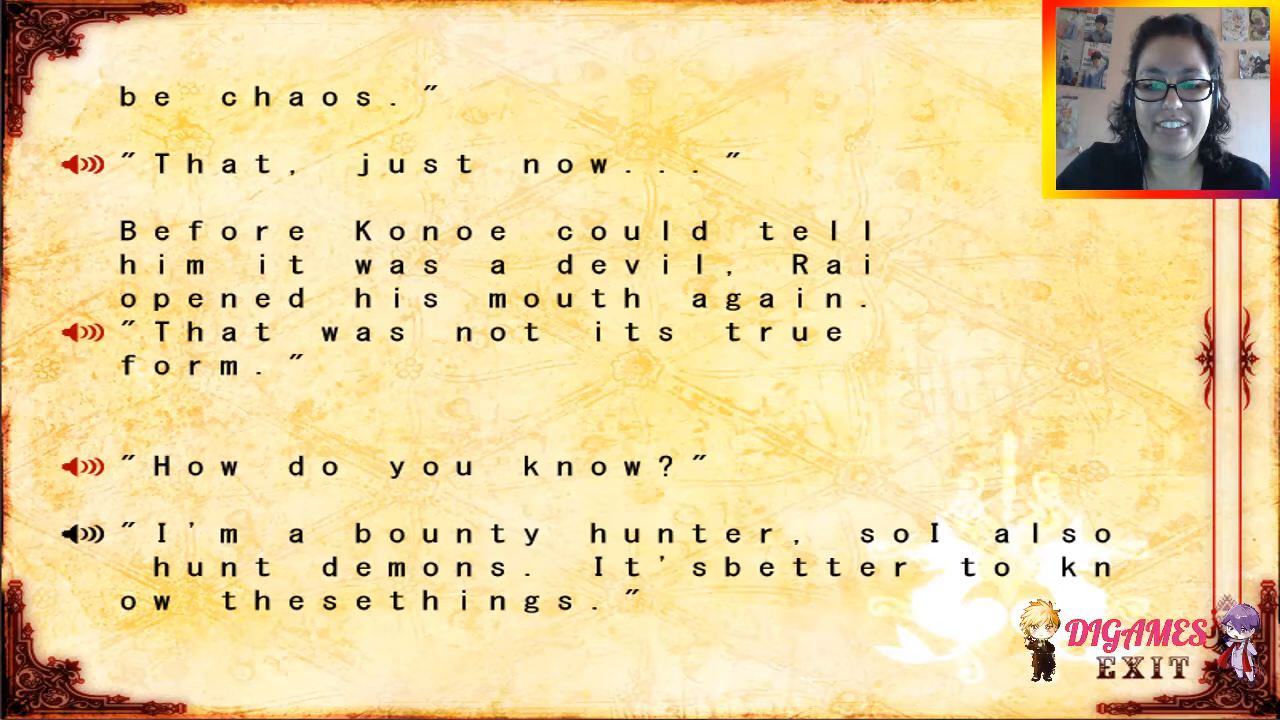 be chaos."
"That, just now..."
Before Konoe could tell
him it was a devil, Rai
opened his mouth again.
"That was not its true
form."
"How do you know?"
"I'm a bounty hunter, soI also
hunt demons. It'sbetter to kn
ow thesethings."
DIGAMES
EXIT